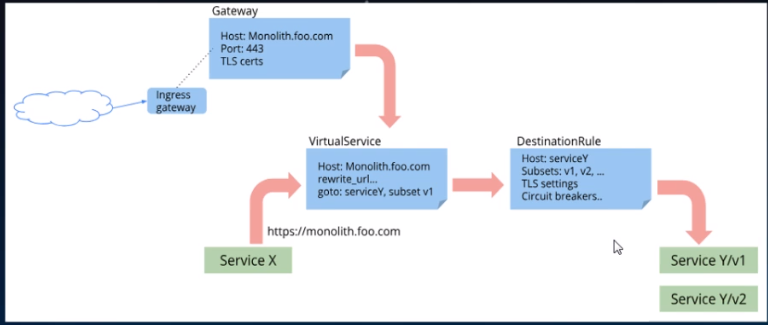 Gateway
Host: Monolith.foo.com
Port: 443
TLS certs
Ingress
gateway
VirtualService
Host: Monolith.foo.com
rewrite_url...
goto: serviceY, subset v1
DestinationRule
Host: serviceY
Subsets: v1, v2, ...
TLS settings
Circuit breakers..
https://monolith.foo.com
Service X
Service Y/v1
Service Y/v2